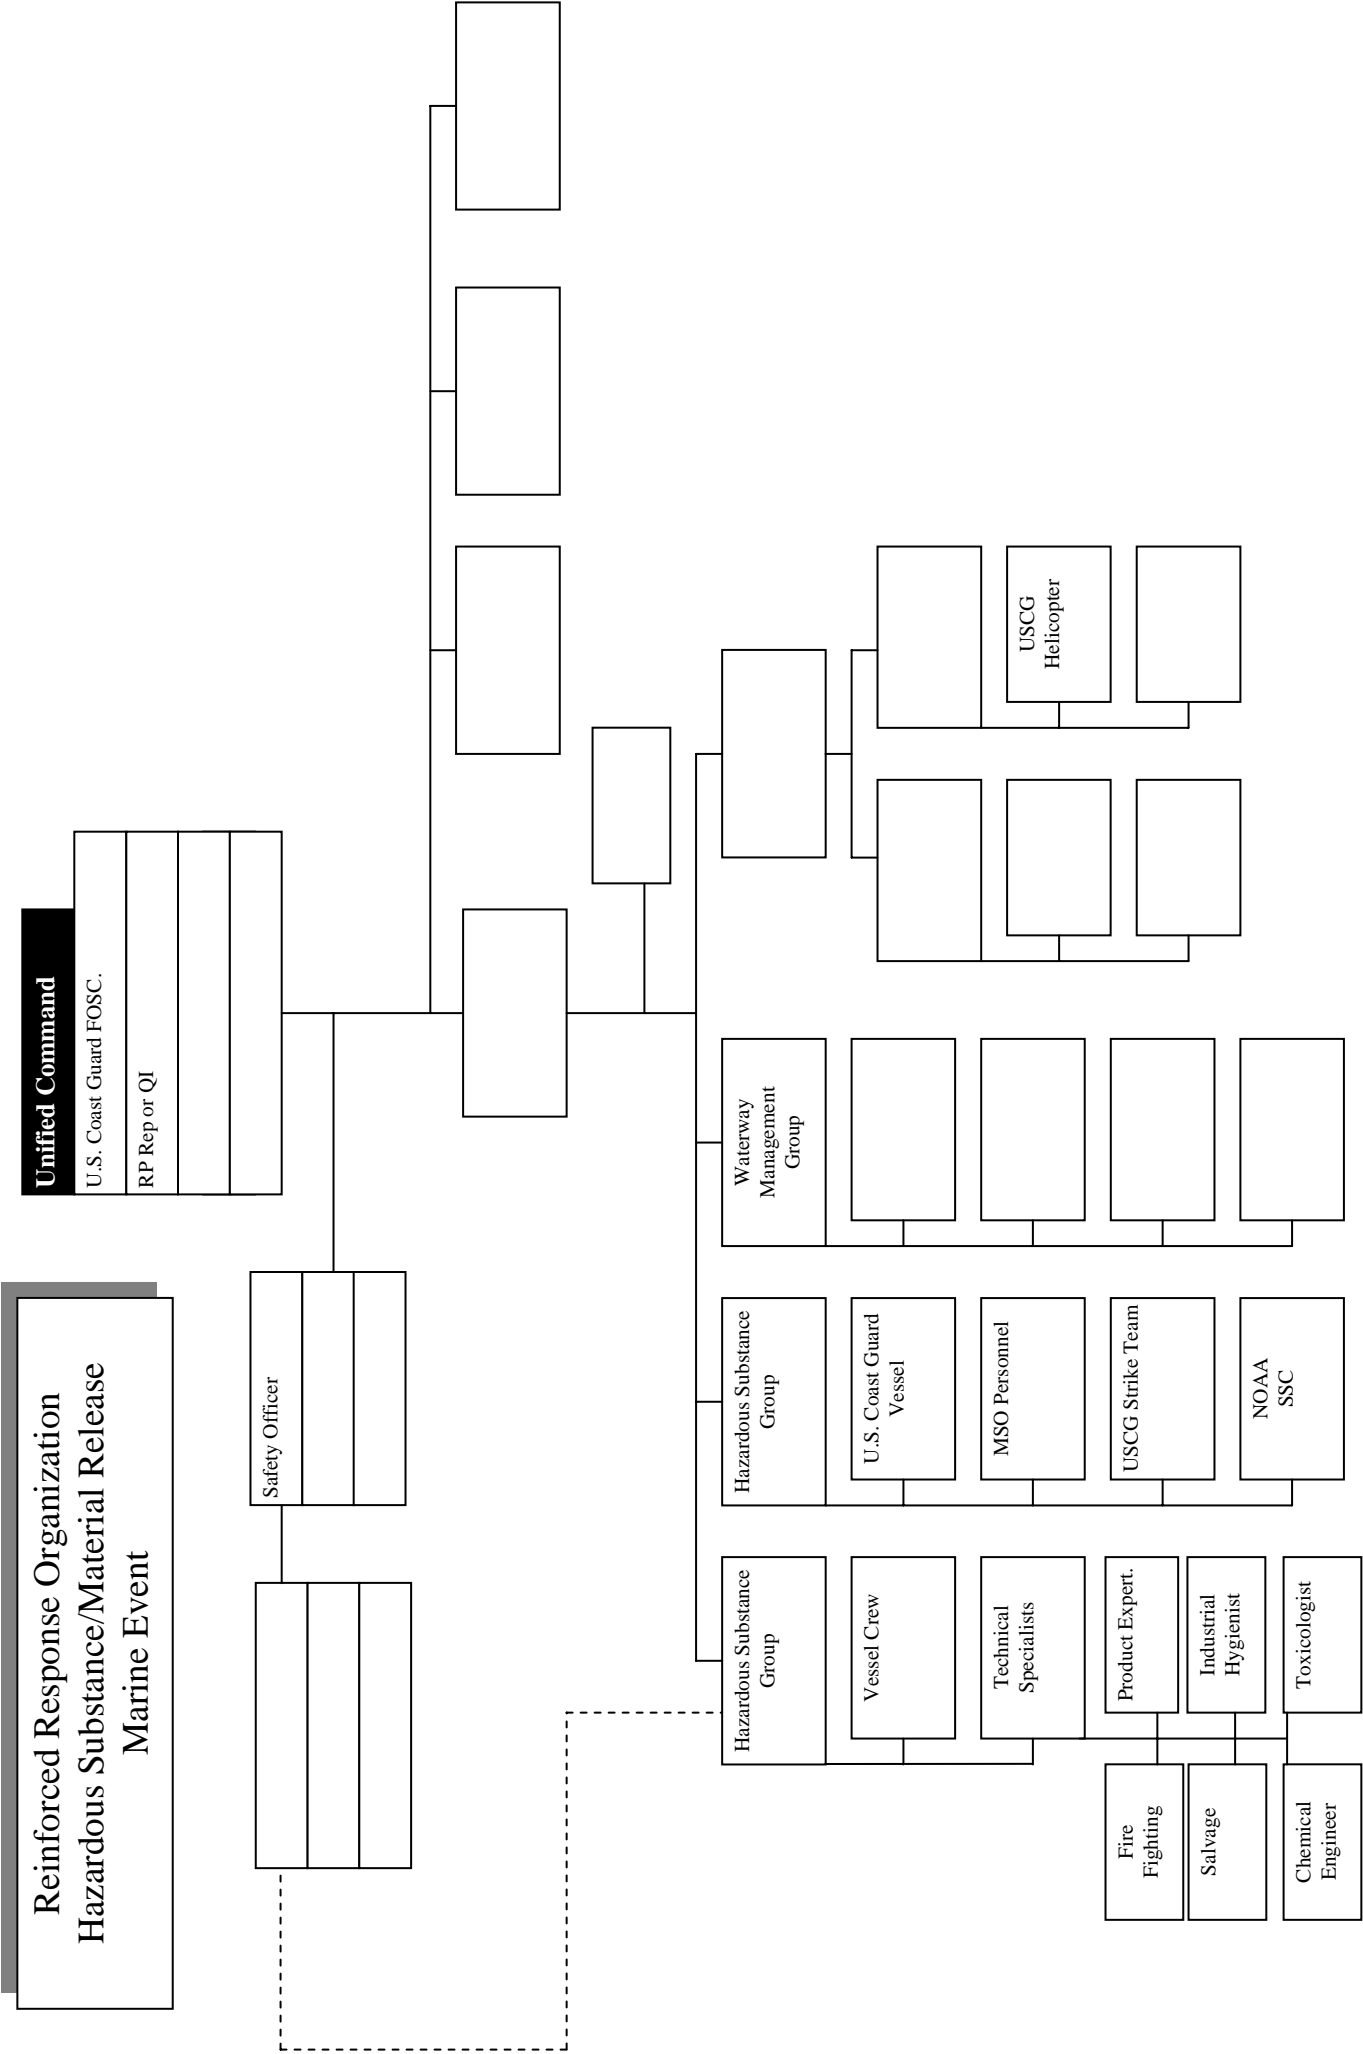 Reinforced Response Organization
Hazardous Substance/Material Release
Marine Event
Unified Command
U.S. Coast Guard FOSC.
RP Rep or QI
Safety Officer
Hazardous Substance
Group
Vessel Crew
Technical
Specialists
Fire
Fighting
Product Expert.
Salvage
Industrial
Hygienist
Chemical
Engineer
Toxicologist
Hazardous Substance
Group
U.S. Coast Guard
Vessel
MSO Personnel
USCG Strike Team
NOAA
SSC
Waterway
Management
Group
USCG
Helicopter